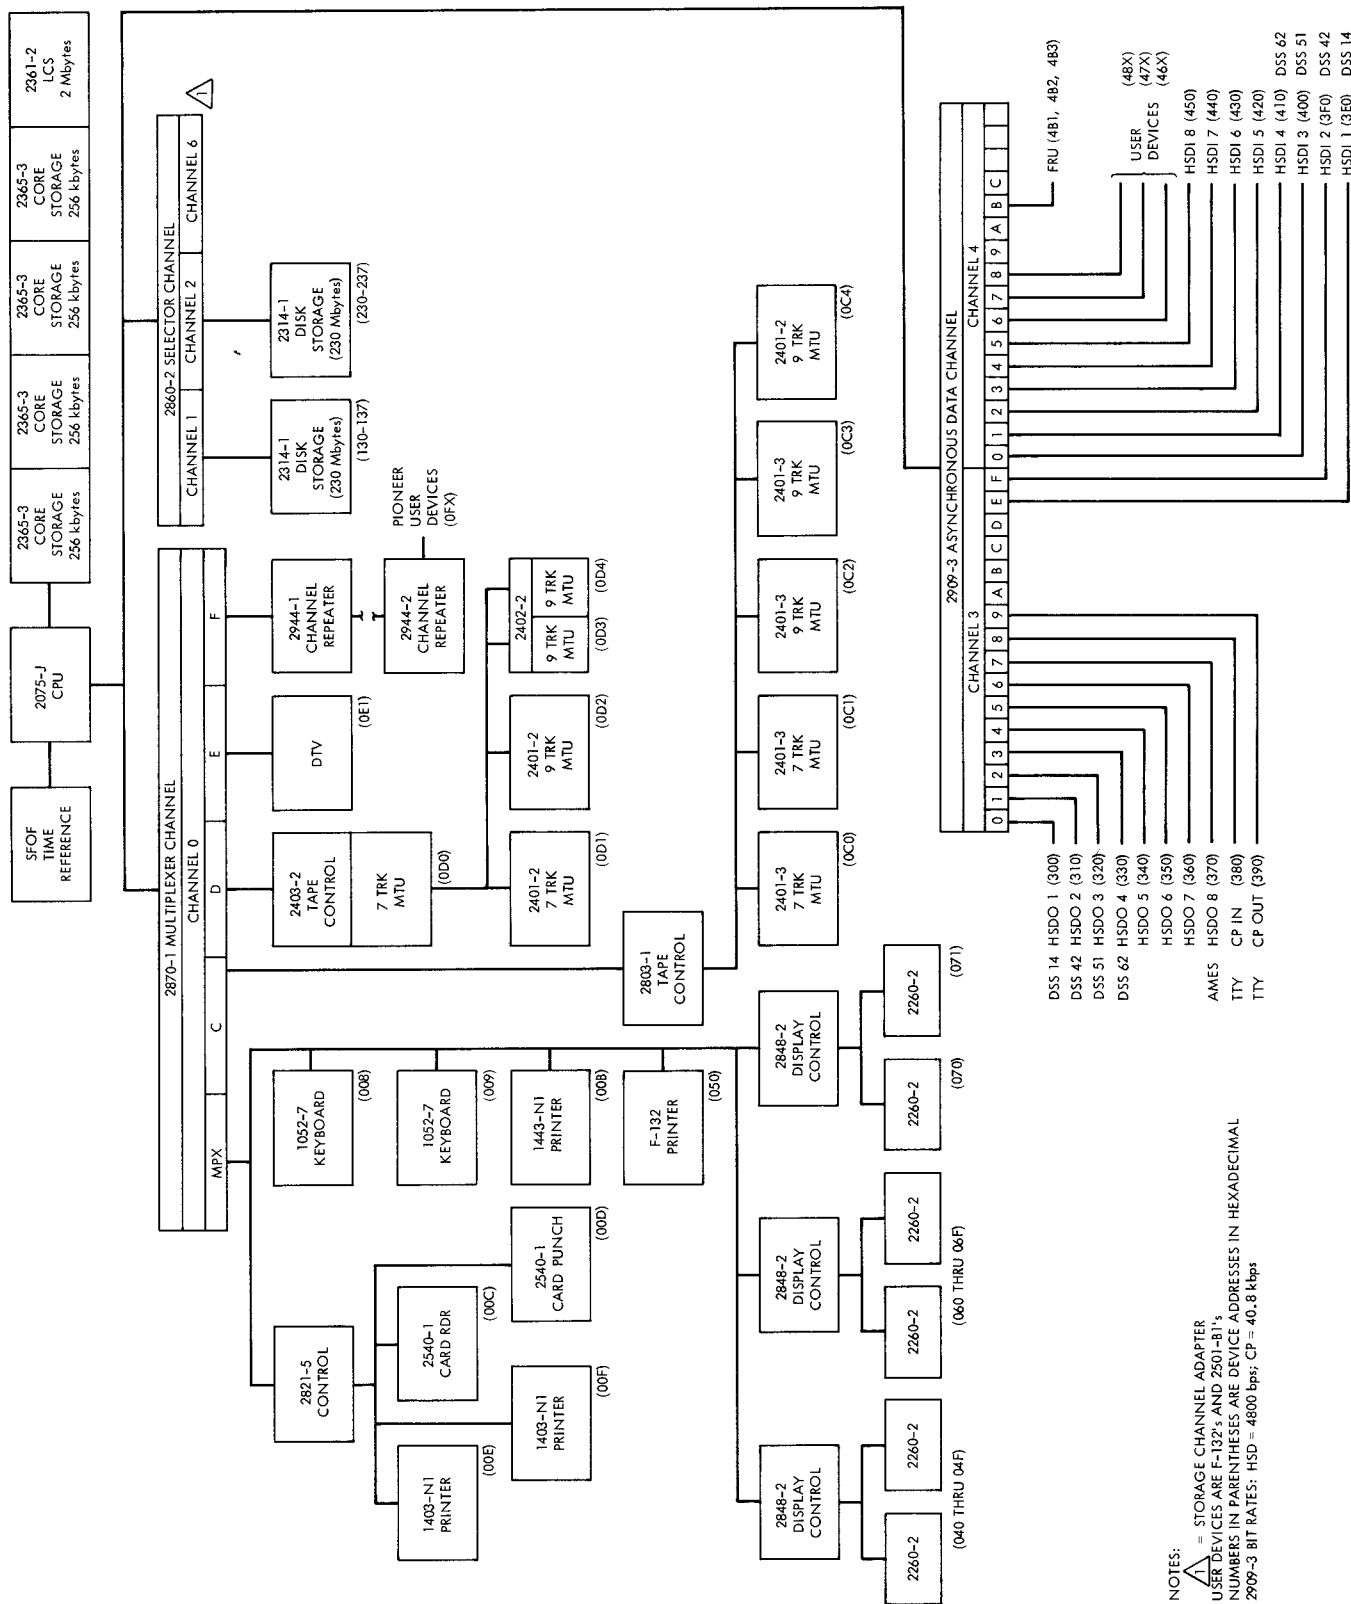 SFOF
TIME
REFERENCE
2075-J
CPU
2365-3
CORE
STORAGE
256 kbytes
2365-3
CORE
STORAGE
256 kbytes
2365-3
CORE
STORAGE
256 kbytes
2365-3
CORE
STORAGE
256 kbytes
2361-2
LCS
2 Mbytes
2870-1 MULTIPLEXER CHANNEL
CHANNEL 0
MPX
C
D
E
F
2860-2 SELECTOR CHANNEL
CHANNEL 1
CHANNEL 2
CHANNEL 6
1
2821-5
CONTROL
1403-N1
PRINTER
(00E)
1403-N1
PRINTER
(00F)
2540-1
CARD RDR
(00C)
2540-1
CARD PUNCH
(00D)
1052-7
KEYBOARD
(008)
1052-7
KEYBOARD
(009)
1443-N1
PRINTER
(00B)
F-132
PRINTER
(050)
2403-2
TAPE
CONTROL
7 TRK
MTU
(0D0)
DTV
(0E1)
2944-1
CHANNEL
REPEATER
2944-2
CHANNEL
REPEATER
PIONEER
USER
DEVICES
(0FX)
2314-1
DISK
STORAGE
(230 Mbytes)
(130-137)
2314-1
DISK
STORAGE
(230 Mbytes)
(230-237)
2401-2
7 TRK
MTU
(0D1)
2401-2
9 TRK
MTU
(0D2)
2402-2
9 TRK
MTU
(0D3)
9 TRK
MTU
(0D4)
2803-1
TAPE
CONTROL
2401-3
7 TRK
MTU
(0C0)
2401-3
7 TRK
MTU
(0C1)
2401-3
9 TRK
MTU
(0C2)
2401-3
9 TRK
MTU
(0C3)
2401-2
9 TRK
MTU
(0C4)
2848-2
DISPLAY
CONTROL
2260-2
2260-2
(040 THRU 04F)
2848-2
DISPLAY
CONTROL
2260-2
2260-2
(060 THRU 06F)
2848-2
DISPLAY
CONTROL
2260-2
(070)
2260-2
(071)
2909-3 ASYNCHRONOUS DATA CHANNEL
CHANNEL 3
CHANNEL 4
0 1 2 3 4 5 6 7 8 9 A B C D E F 0 1 2 3 4 5 6 7 8 9 A B C
DSS 14 HSDO 1 (300)
DSS 42 HSDO 2 (310)
DSS 51 HSDO 3 (320)
DSS 62 HSDO 4 (330)
HSDO 5 (340)
HSDO 6 (350)
HSDO 7 (360)
AMES HSDO 8 (370)
TTY CP IN (380)
TTY CP OUT (390)
FRU (4B1, 4B2, 4B3)
USER
DEVICES
(48X)
(47X)
(46X)
HSDI 8 (450)
HSDI 7 (440)
HSDI 6 (430)
HSDI 5 (420)
HSDI 4 (410) DSS 62
HSDI 3 (400) DSS 51
HSDI 2 (3F0) DSS 42
HSDI 1 (3E0) DSS 14
NOTES:
1 = STORAGE CHANNEL ADAPTER
USER DEVICES ARE F-132's AND 2501-B1's
NUMBERS IN PARENTHESES ARE DEVICE ADDRESSES IN HEXADECIMAL
2909-3 BIT RATES: HSD = 4800 bps; CP = 40.8 kbps